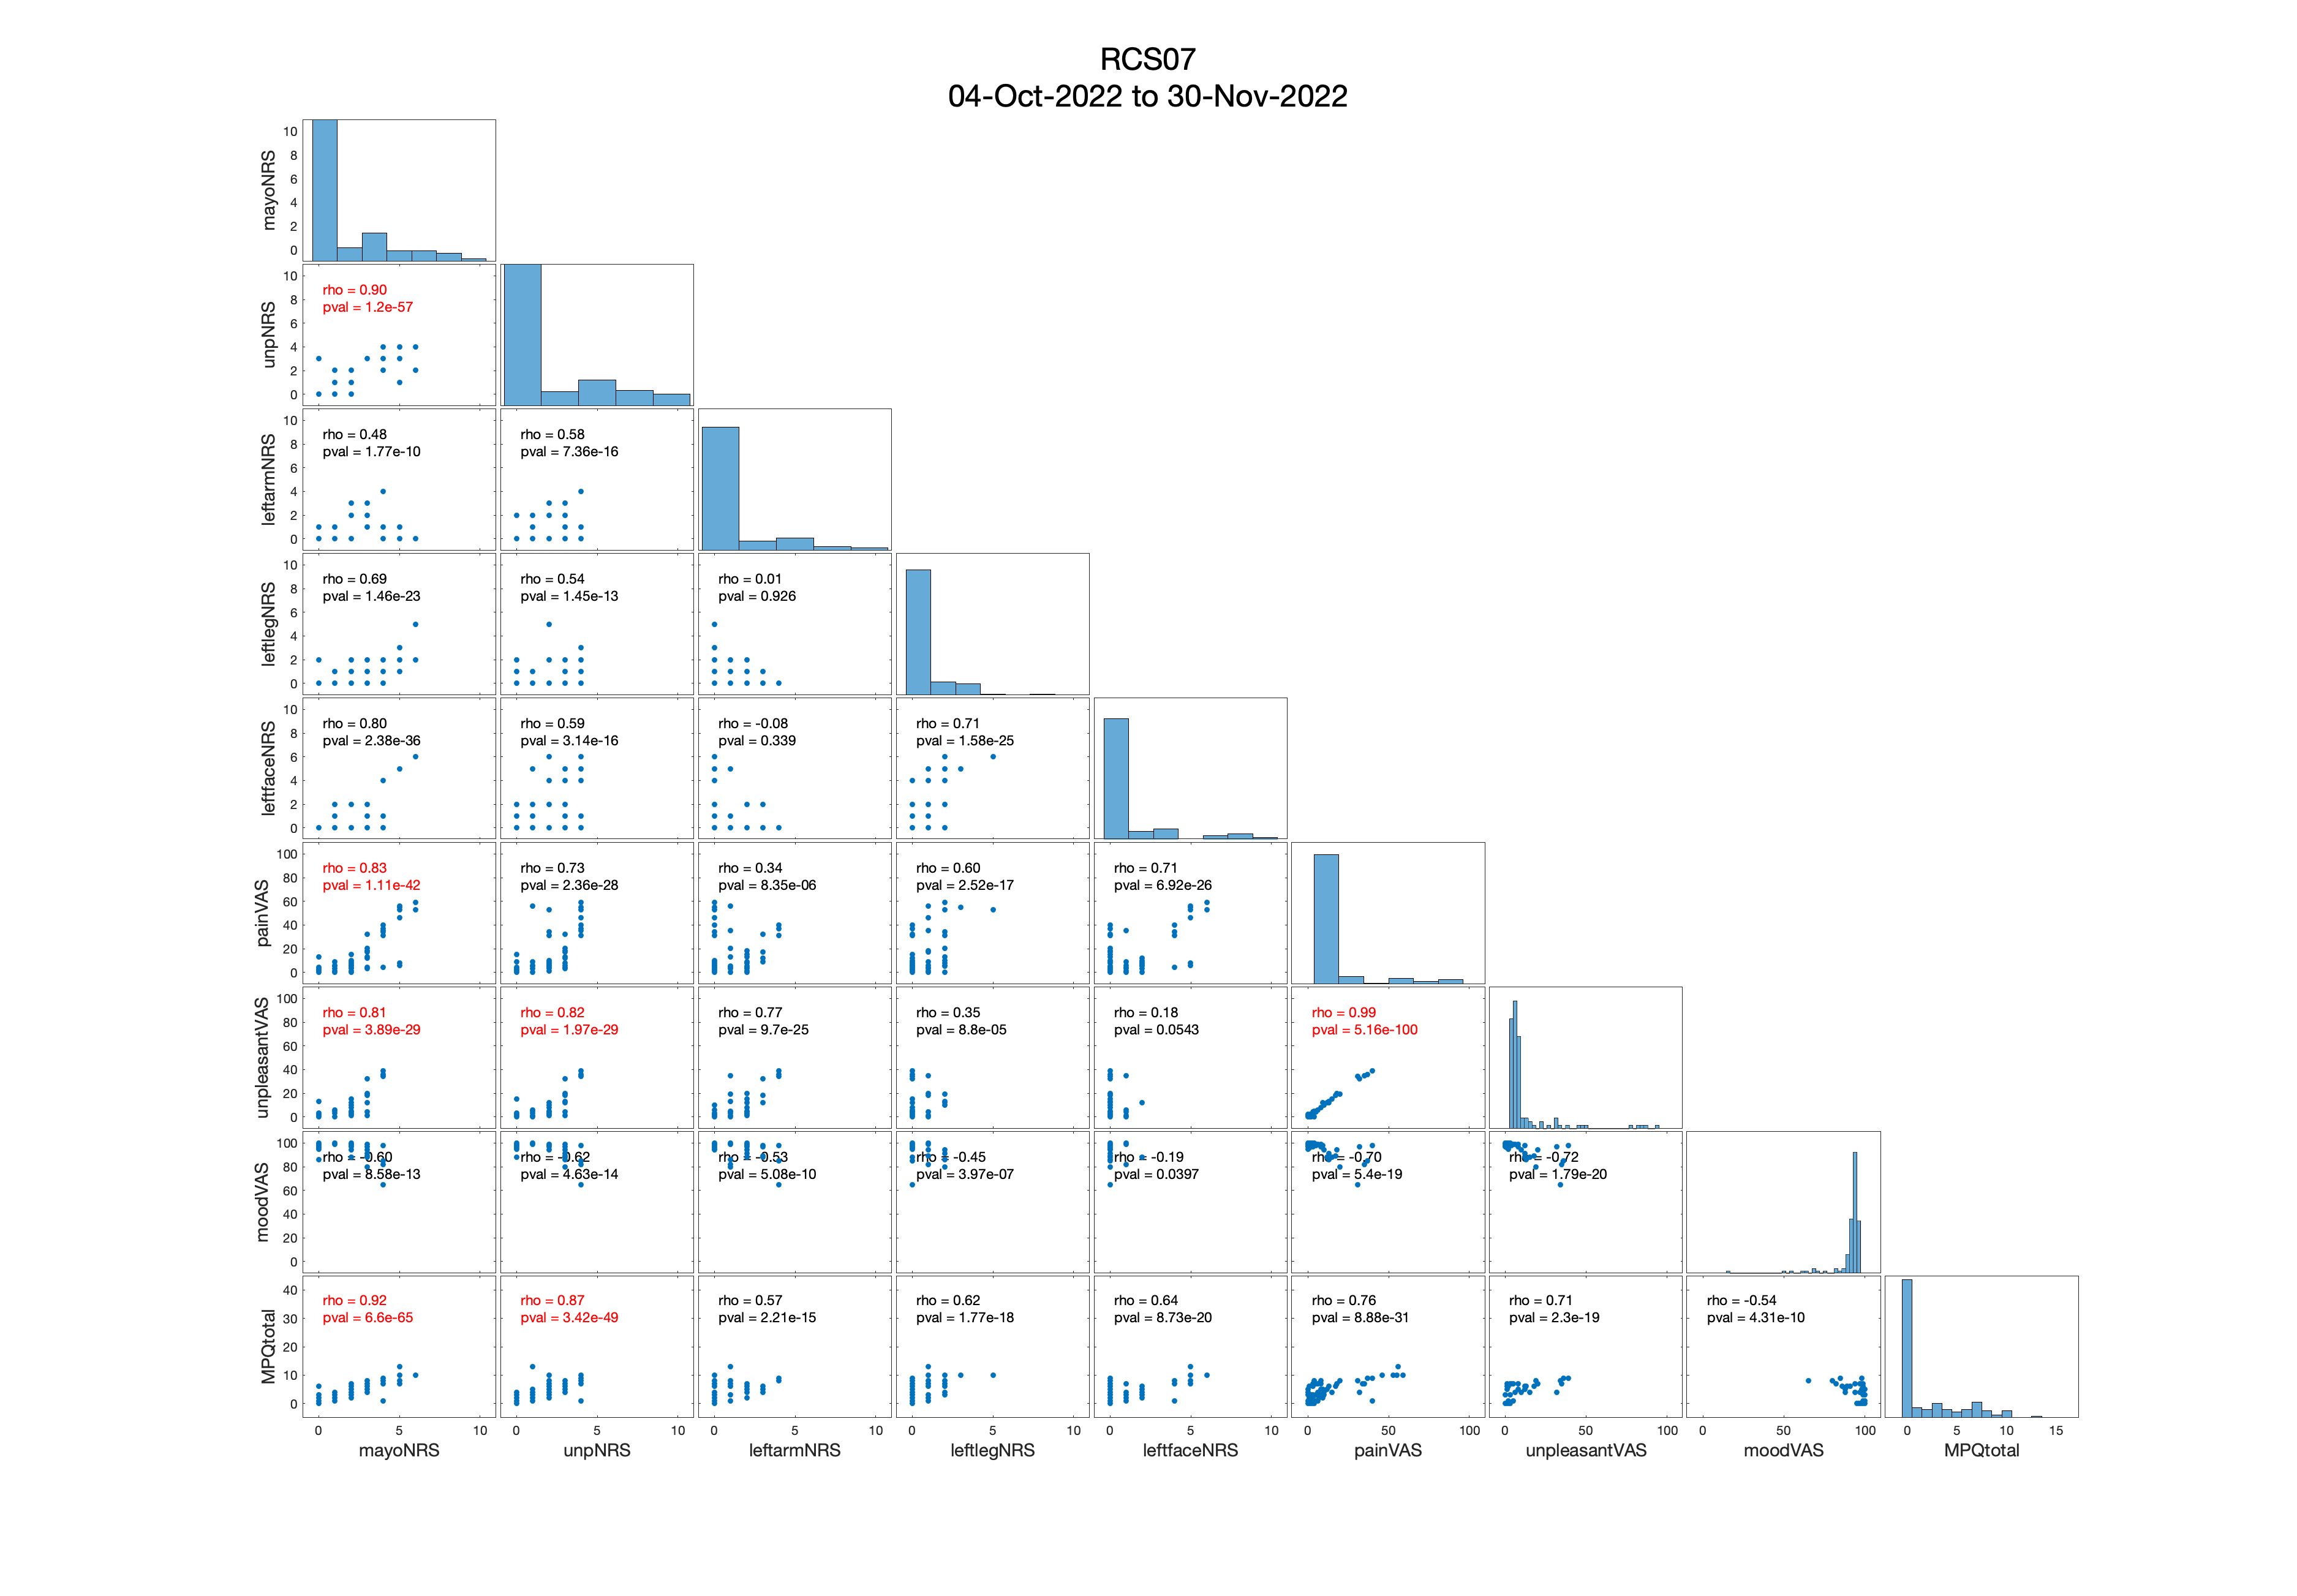 RCS07
04-Oct-2022 to 30-Nov-2022
mayoNRS
10
8
6
4
2
0
unpNRS
10
8
6
4
2
0
rho = 0.90
pval = 1.2e-57
leftarmNRS
10
8
6
4
2
0
rho = 0.48
pval = 1.77e-10
rho = 0.58
pval = 7.36e-16
leftlegNRS
10
8
6
4
2
0
rho = 0.69
pval = 1.46e-23
rho = 0.54
pval = 1.45e-13
rho = 0.01
pval = 0.926
leftfaceNRS
10
8
6
4
2
0
rho = 0.80
pval = 2.38e-36
rho = 0.59
pval = 3.14e-16
rho = -0.08
pval = 0.339
rho = 0.71
pval = 1.58e-25
painVAS
100
80
60
40
20
0
rho = 0.83
pval = 1.11e-42
rho = 0.73
pval = 2.36e-28
rho = 0.34
pval = 8.35e-06
rho = 0.60
pval = 2.52e-17
rho = 0.71
pval = 6.92e-26
unpleasantVAS
100
80
60
40
20
0
rho = 0.81
pval = 3.89e-29
rho = 0.82
pval = 1.97e-29
rho = 0.77
pval = 9.7e-25
rho = 0.35
pval = 8.8e-05
rho = 0.18
pval = 0.0543
rho = 0.99
pval = 5.16e-100
moodVAS
100
80
60
40
20
0
rho = -0.60
pval = 8.58e-13
rho = -0.62
pval = 4.63e-14
rho = -0.53
pval = 5.08e-10
rho = -0.45
pval = 3.97e-07
rho = -0.19
pval = 0.0397
rho = -0.70
pval = 5.4e-19
rho = -0.72
pval = 1.79e-20
MPQtotal
40
30
20
10
0
rho = 0.92
pval = 6.6e-65
rho = 0.87
pval = 3.42e-49
rho = 0.57
pval = 2.21e-15
rho = 0.62
pval = 1.77e-18
rho = 0.64
pval = 8.73e-20
rho = 0.76
pval = 8.88e-31
rho = 0.71
pval = 2.3e-19
rho = -0.54
pval = 4.31e-10
0 5 10
0 5 10
0 5 10
0 5 10
0 5 10
0 50 100
0 50 100
0 50 100
0 5 10 15
mayoNRS
unpNRS
leftarmNRS
leftlegNRS
leftfaceNRS
painVAS
unpleasantVAS
moodVAS
MPQtotal